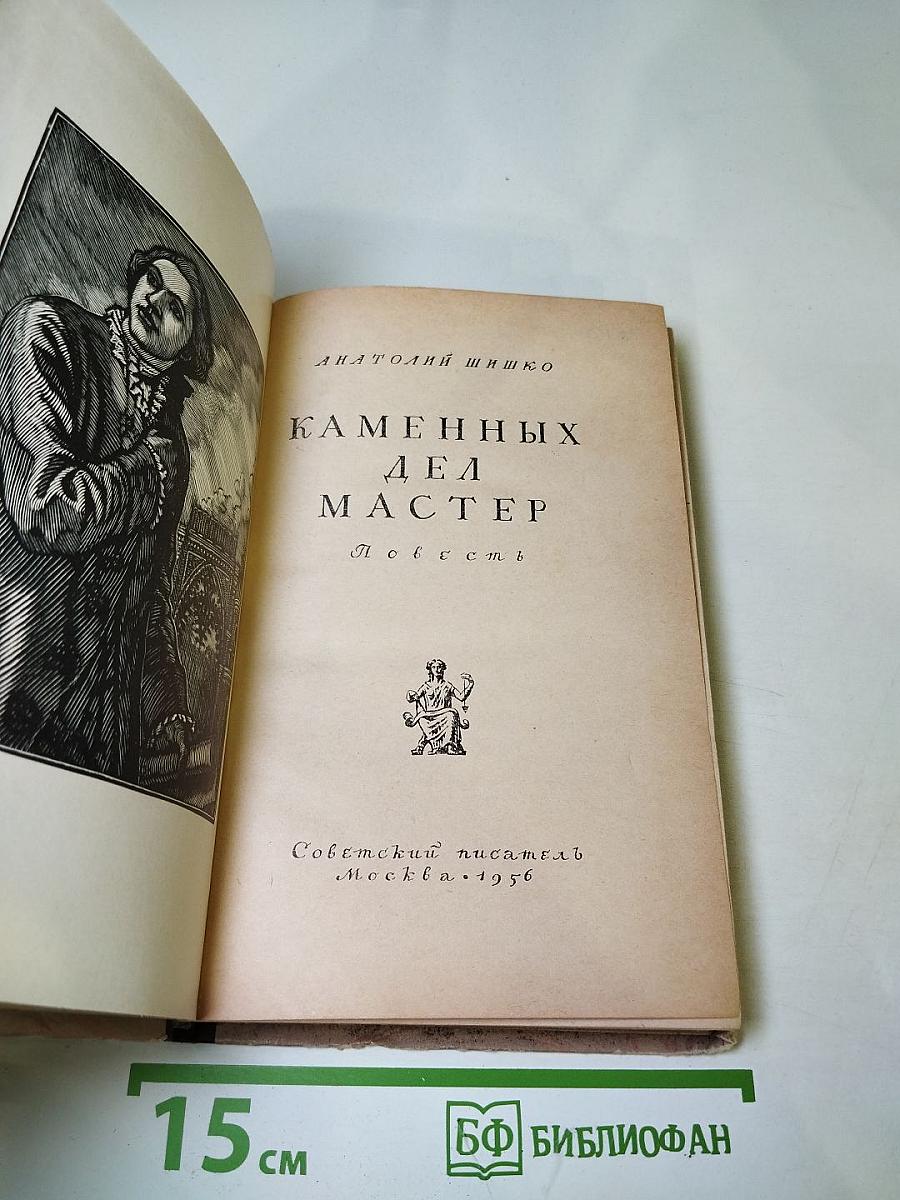 АНАТОЛИЙ ШИШКО
КАМЕННЫХ
ДЕЛ
МАСТЕР
Повесть
Советский писатель
Москва • 1956
15 см
БФ БИБЛИОФАН